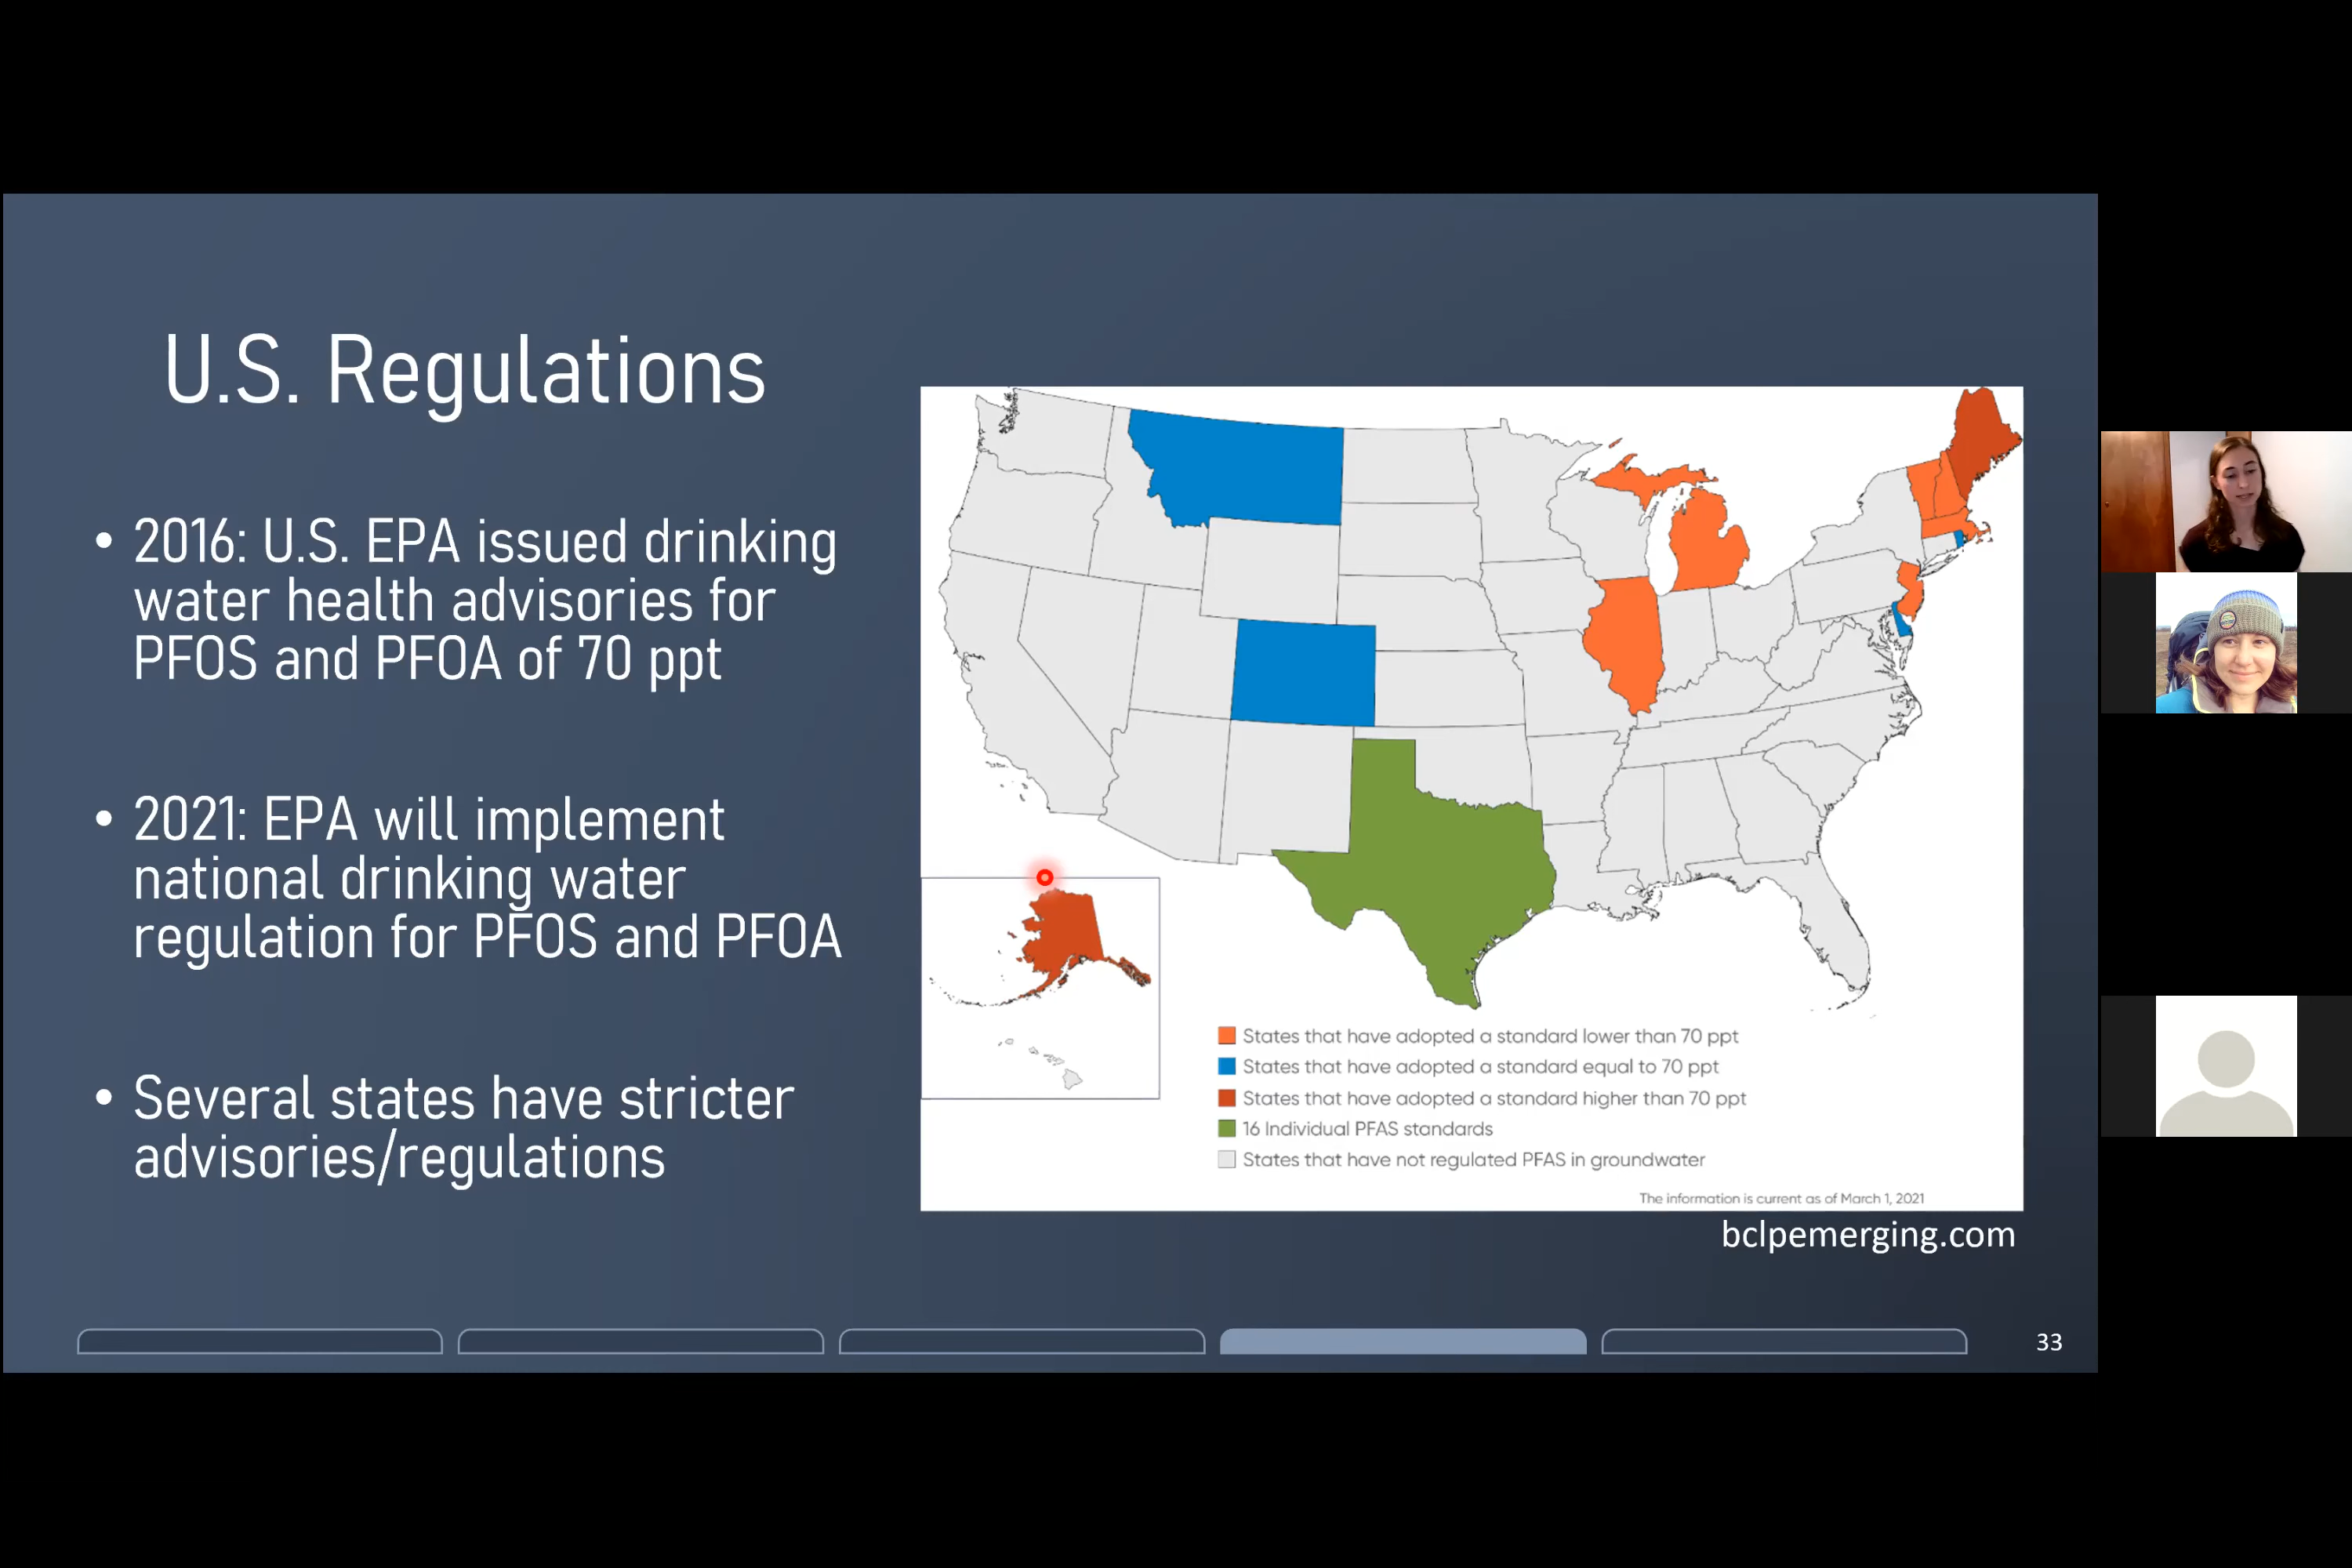 U.S. Regulations
• 2016: U.S. EPA issued drinking
water health advisories for
PFOS and PFOA of 70 ppt
• 2021: EPA will implement
national drinking water
regulation for PFOS and PFOA
• Several states have stricter
advisories/regulations
States that have adopted a standard lower than 70 ppt
States that have adopted a standard equal to 70 ppt
States that have adopted a standard higher than 70 ppt
16 Individual PFAS standards
States that have not regulated PFAS in groundwater
The information is current as of March 1, 2021
bclpemerging.com
33